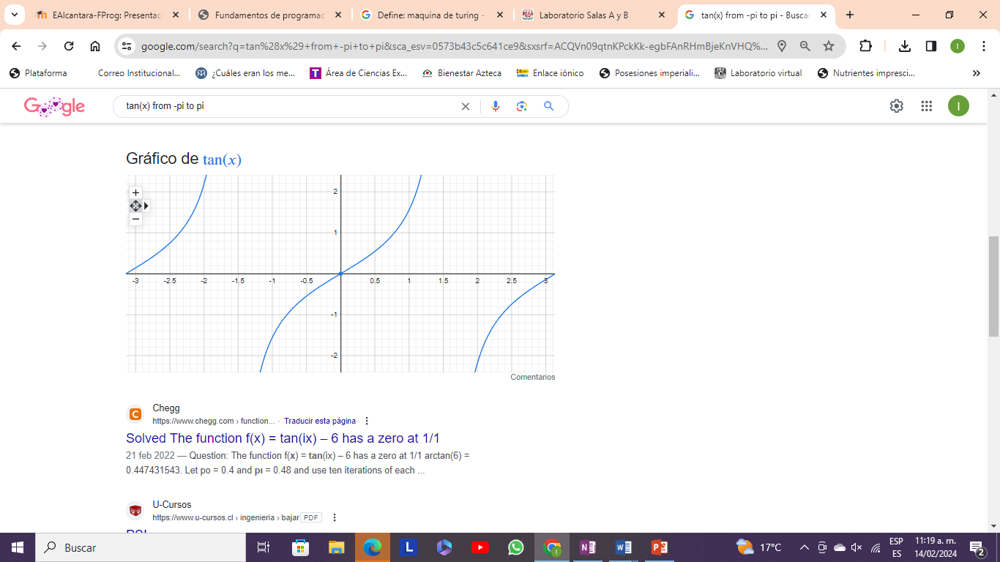 EAlcantara-FProg: Presentaci
Fundamentos de programac
Define: maquina de turing -
Laboratorio Salas A y B
tan(x) from -pi to pi - Buscar
google.com/search?q=tan%28x%29+from+-pi+to+pi&sca_esv=0573b43c5c641ce9&sxsrf=ACQVn09qtnKPckKk-egbFAnRHmBjeKnVHQ%...
I
Plataforma
Correo Institucional...
¿Cuáles eran los me...
Área de Ciencias Ex...
Bienestar Azteca
Enlace iónico
Posesiones imperiali...
Laboratorio virtual
Nutrientes impresci...
»
Google
tan(x) from -pi to pi
I
Gráfico de tan(x)
2
1
-3 -2.5 -2 -1.5 -1 -0.5 0.5 1 1.5 2 2.5 3
-1
-2
Comentarios
Chegg
https://www.chegg.com › function... · Traducir esta página
Solved The function f(x) = tan(ix) – 6 has a zero at 1/1
21 feb 2022 — Question: The function f(x) = tan(ix) – 6 has a zero at 1/1 arctan(6) =
0.447431543. Let po = 0.4 and pı = 0.48 and use ten iterations of each ...
U-Cursos
https://www.u-cursos.cl › ingenieria › bajar PDF
Buscar
L
17°C
ESP
ES
11:19 a. m.
14/02/2024
2